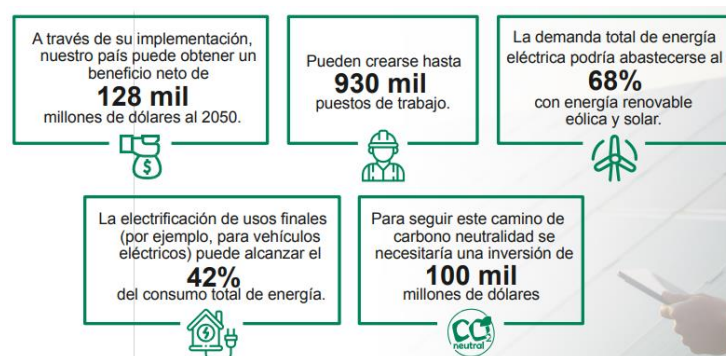 A través de su implementación,
nuestro país puede obtener un
beneficio neto de
128 mil
millones de dólares al 2050.
Pueden crearse hasta
930 mil
puestos de trabajo.
La demanda total de energía
eléctrica podría abastecerse al
68%
con energía renovable
eólica y solar.
$
La electrificación de usos finales
(por ejemplo, para vehículos
eléctricos) puede alcanzar el
42%
del consumo total de energía.
Para seguir este camino de
carbono neutralidad se
necesitaría una inversión de
100 mil
millones de dólares
CO2
neutral